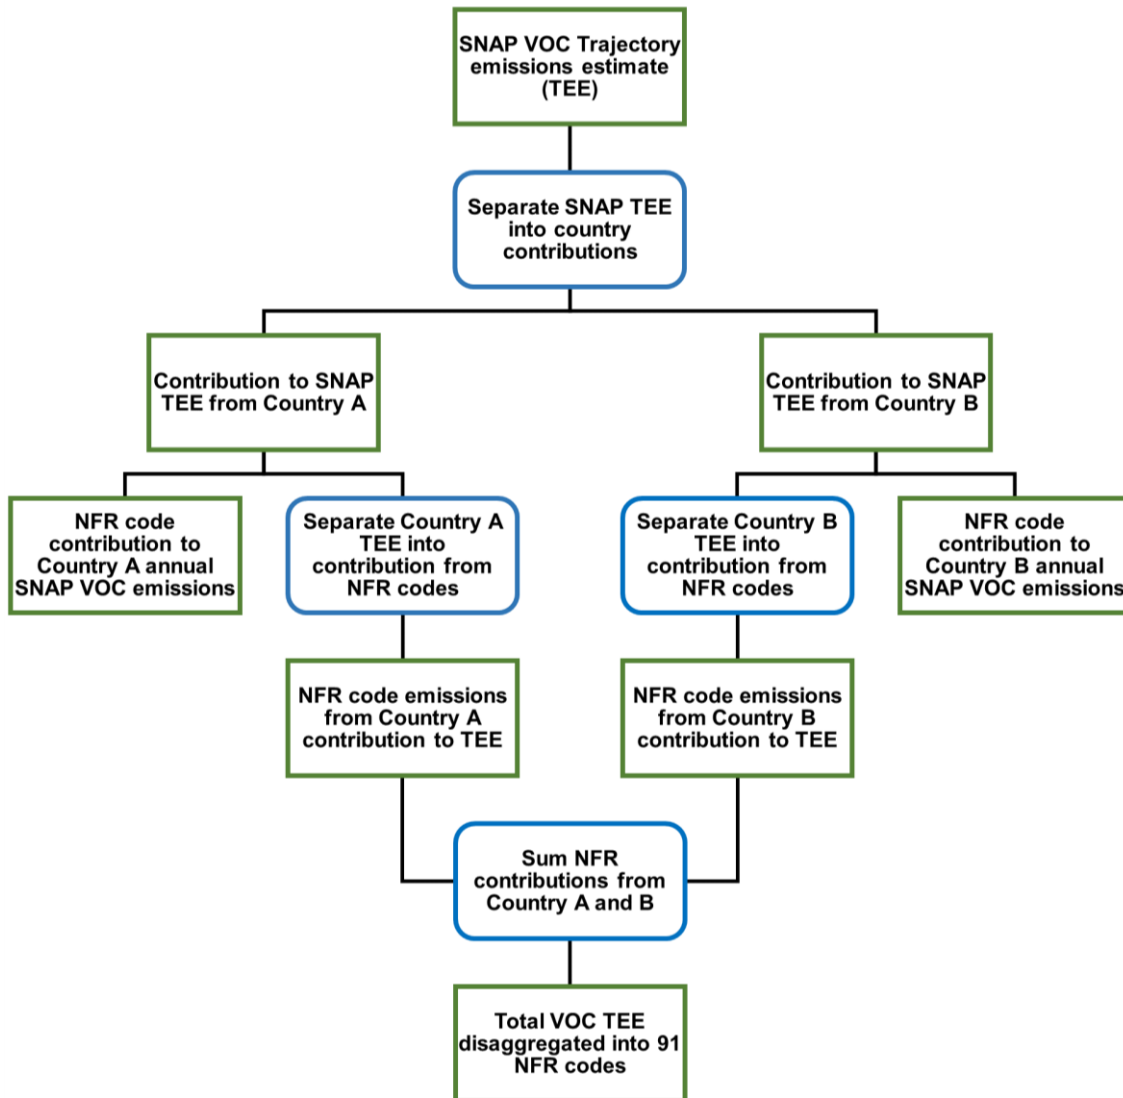 SNAP VOC Trajectory
emissions estimate
(TEE)
Separate SNAP TEE
into country
contributions
Contribution to SNAP
TEE from Country A
Contribution to SNAP
TEE from Country B
NFR code
contribution to
Country A annual
SNAP VOC emissions
Separate Country A
TEE into
contribution from
NFR codes
Separate Country B
TEE into
contribution from
NFR codes
NFR code
contribution to
Country B annual
SNAP VOC emissions
NFR code emissions
from Country A
contribution to TEE
NFR code emissions
from Country B
contribution to TEE
Sum NFR
contributions from
Country A and B
Total VOC TEE
disaggregated into 91
NFR codes